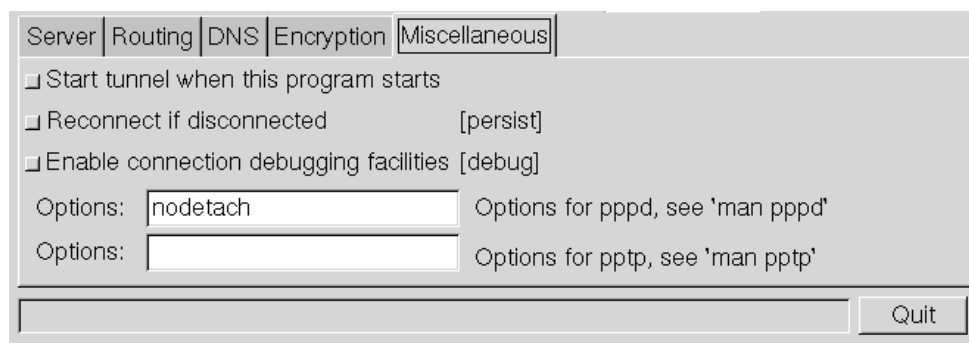 Server Routing DNS Encryption Miscellaneous
Start tunnel when this program starts
Reconnect if disconnected [persist]
Enable connection debugging facilities [debug]
Options: nodetach Options for pppd, see 'man pppd'
Options: Options for pptp, see 'man pptp'
Quit